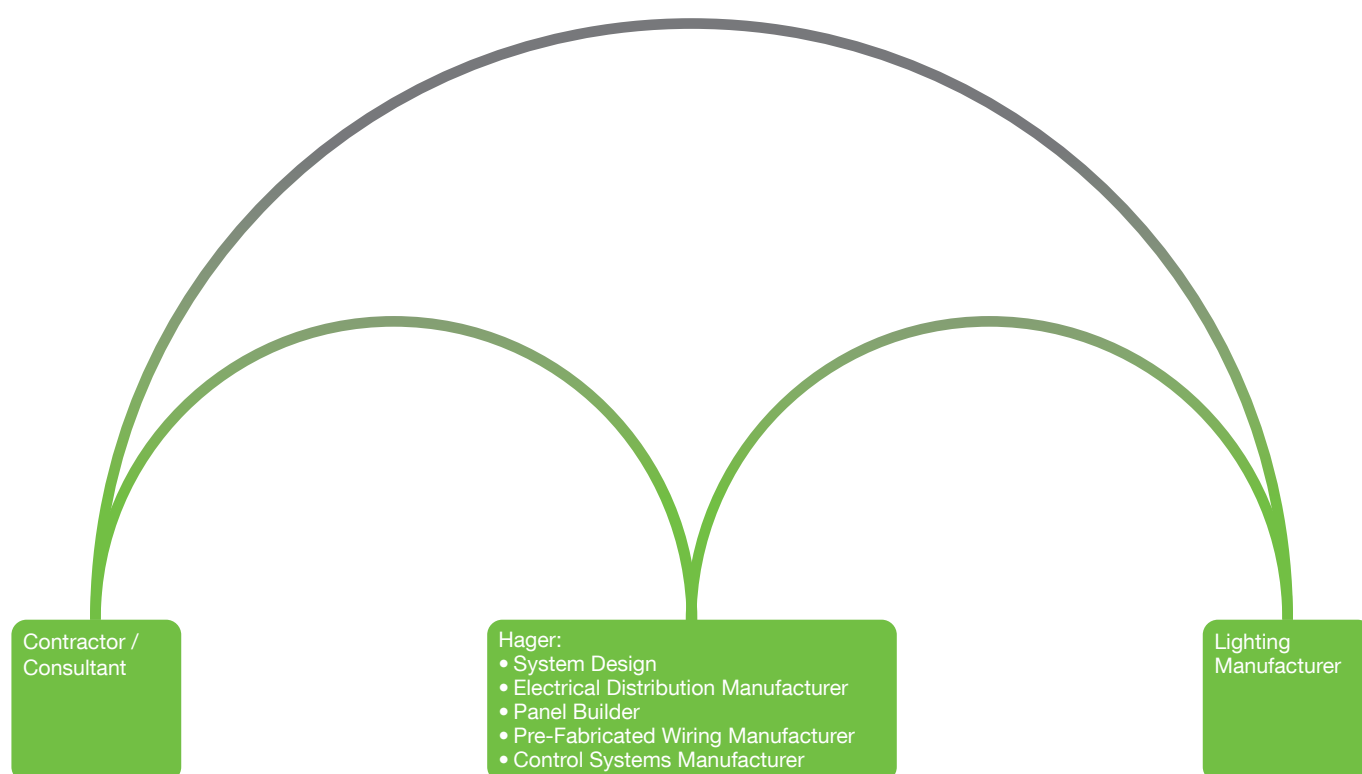 Contractor /
Consultant
Hager:
• System Design
• Electrical Distribution Manufacturer
• Panel Builder
• Pre-Fabricated Wiring Manufacturer
• Control Systems Manufacturer
Lighting
Manufacturer